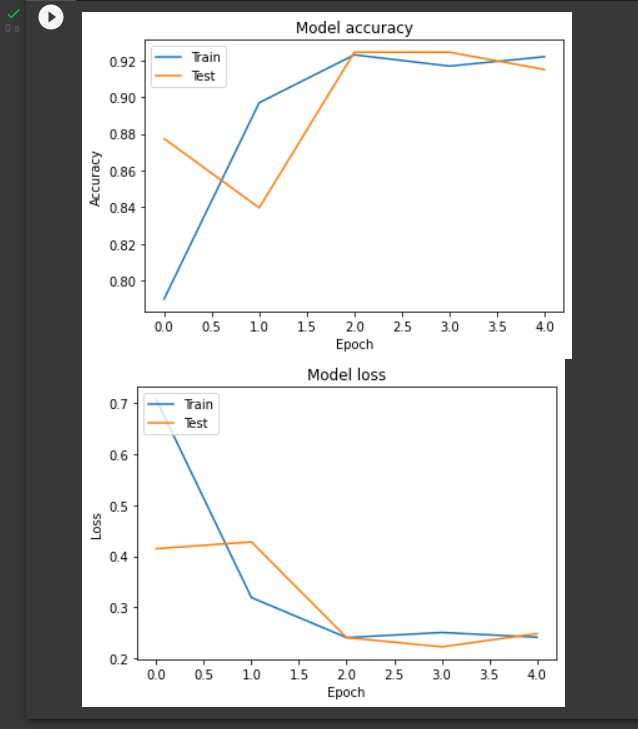 0 s
Model accuracy
Train
Test
0.92
0.90
0.88
0.86
0.84
0.82
0.80
Accuracy
0.0 0.5 1.0 1.5 2.0 2.5 3.0 3.5 4.0
Epoch
Model loss
Train
Test
0.7
0.6
0.5
0.4
0.3
0.2
Loss
0.0 0.5 1.0 1.5 2.0 2.5 3.0 3.5 4.0
Epoch